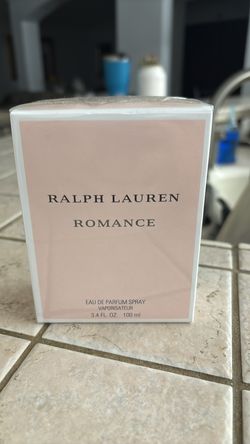 RALPH LAUREN
ROMANCE
EAU DE PARFUM SPRAY
VAPORISATEUR
3.4 FL. OZ. 100 ml